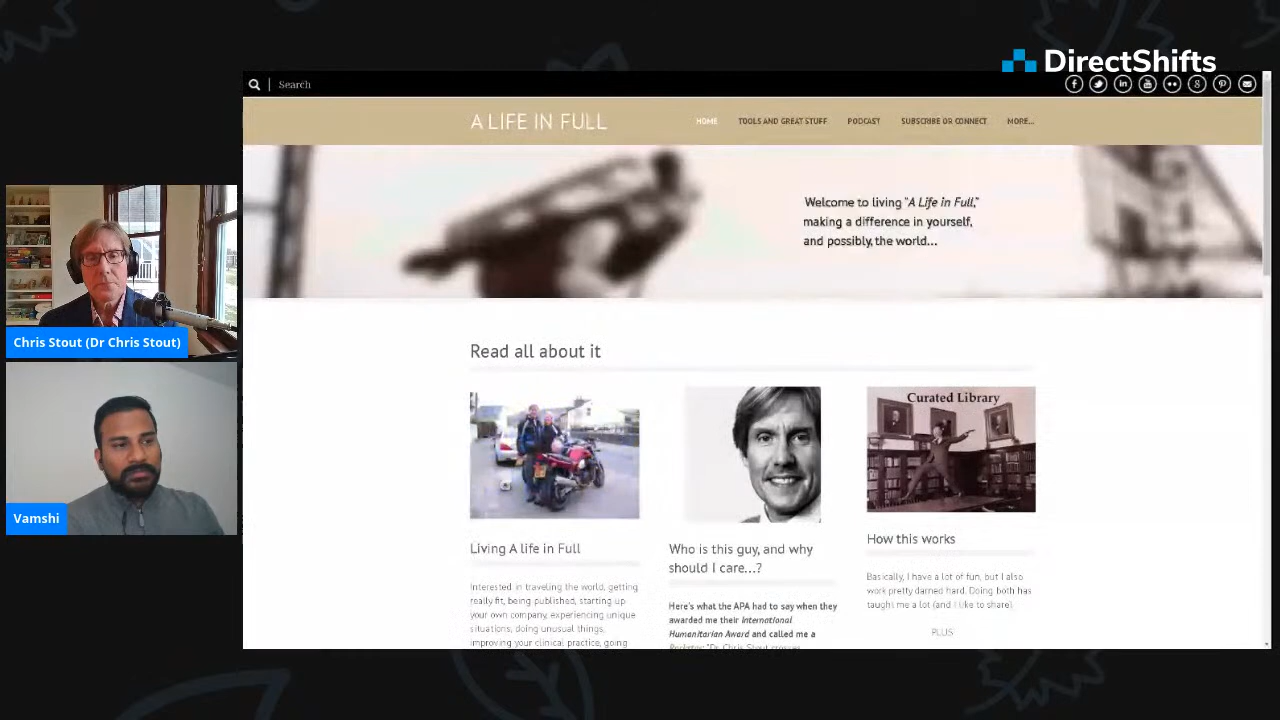 DirectShifts
Search
A LIFE IN FULL
HOME
TOOLS AND GREAT STUFF
PODCAST
SUBSCRIBE OR CONNECT
MORE...
Welcome to living "A Life in Full,"
making a difference in yourself,
and possibly, the world...
Chris Stout (Dr Chris Stout)
Vamshi
Read all about it
Living A life in Full
Interested in traveling the world, getting
really fit, being published, starting up
your own company, experiencing unique
situations, doing unusual things,
improving your clinical practice, going
Who is this guy, and why
should I care...?
Here's what the APA had to say when they
awarded me their International
Humanitarian Award and called me a
Curated Library
How this works
Basically, I have a lot of fun, but I also
work pretty darned hard. Doing both has
taught me a lot (and I like to share).
PLUS